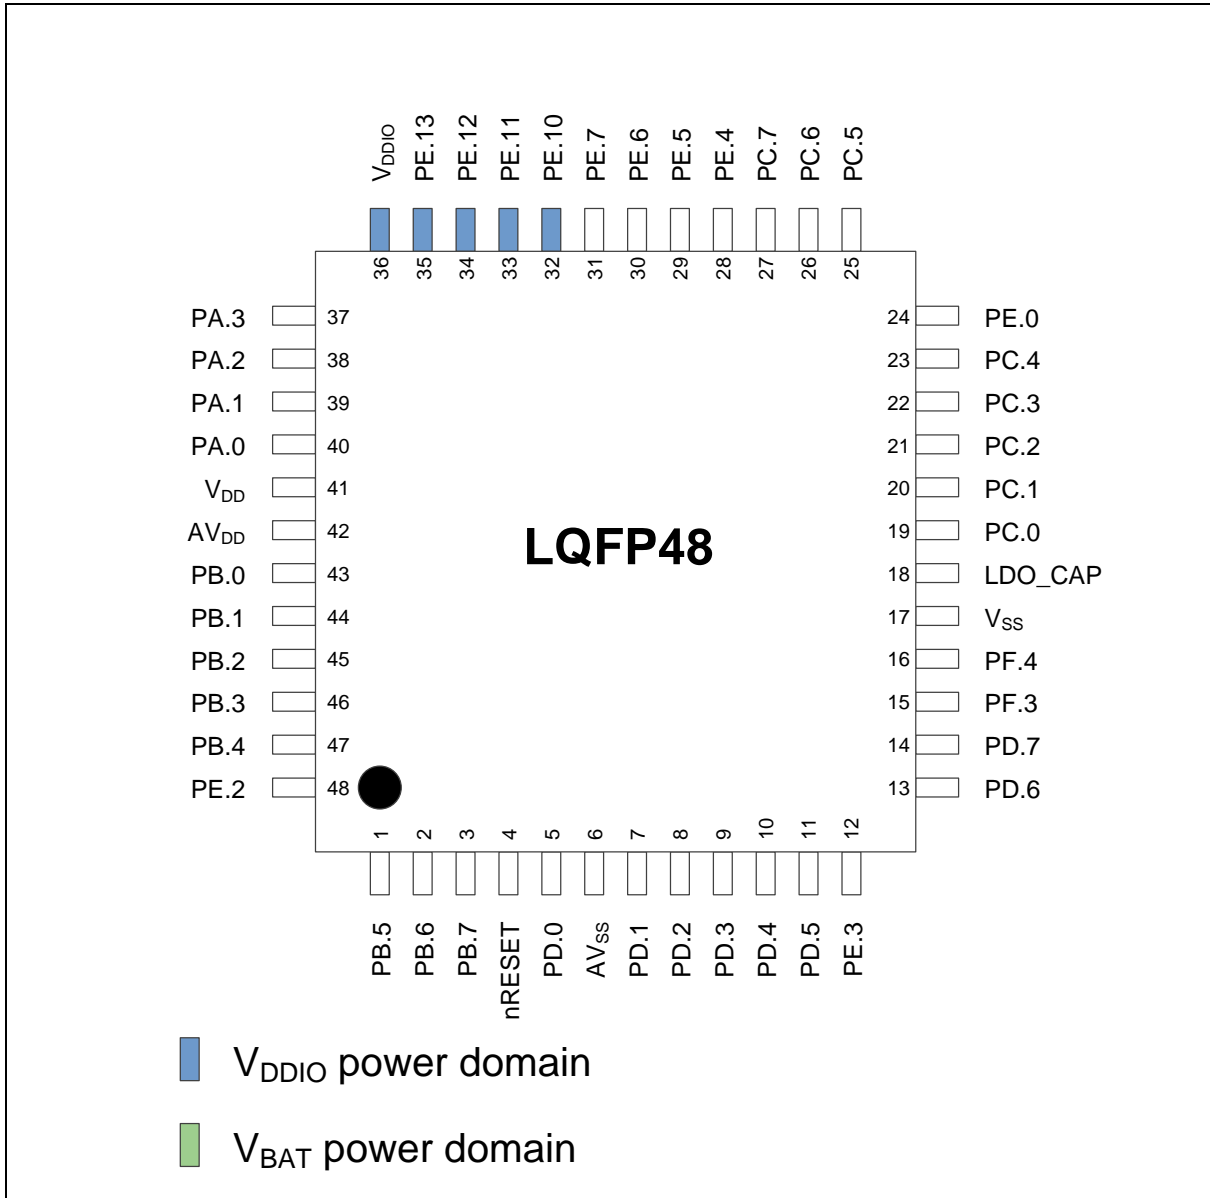 VDDIO
PE.13
PE.12
PE.11
PE.10
PE.7
PE.6
PE.5
PE.4
PC.7
PC.6
PC.5
36
35
34
33
32
31
30
29
28
27
26
25
PA.3 37
PA.2 38
PA.1 39
PA.0 40
VDD 41
AVDD 42
PB.0 43
PB.1 44
PB.2 45
PB.3 46
PB.4 47
PE.2 48
LQFP48
24 PE.0
23 PC.4
22 PC.3
21 PC.2
20 PC.1
19 PC.0
18 LDO_CAP
17 VSS
16 PF.4
15 PF.3
14 PD.7
13 PD.6
1
2
3
4
5
6
7
8
9
10
11
12
PB.5
PB.6
PB.7
nRESET
PD.0
AVSS
PD.1
PD.2
PD.3
PD.4
PD.5
PE.3
VDDIO power domain
VBAT power domain